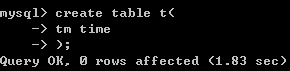 mysql> create table t(
    -> tm time
    -> );
Query OK, 0 rows affected (1.83 sec)